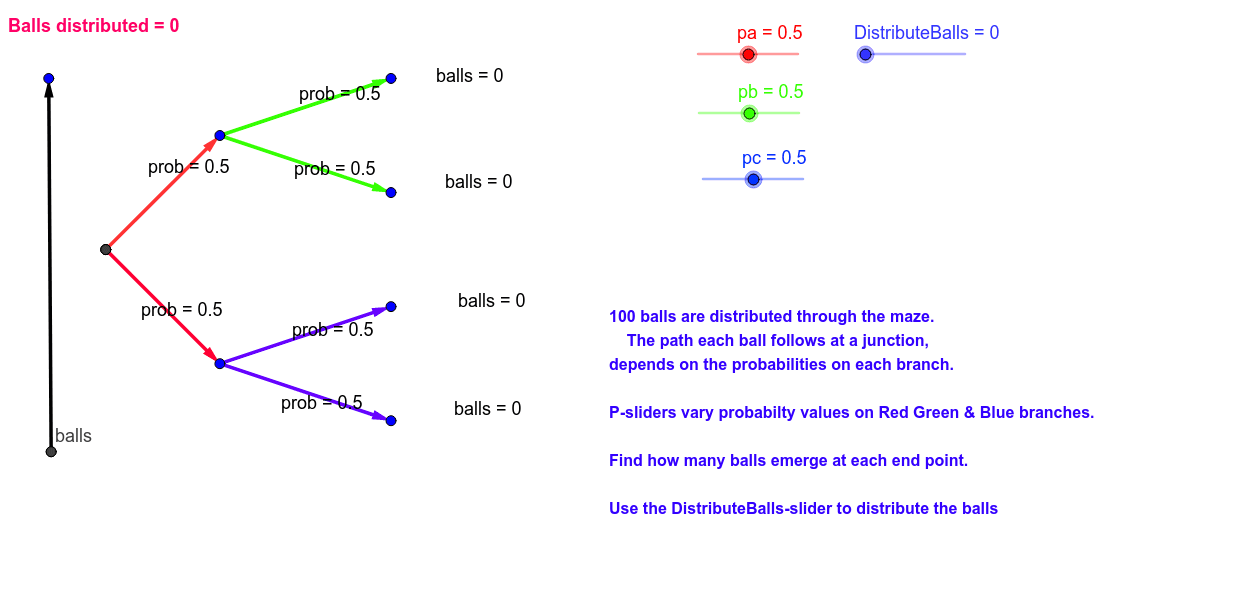 Balls distributed = 0
pa = 0.5
DistributeBalls = 0
balls = 0
prob = 0.5
pb = 0.5
prob = 0.5
prob = 0.5
pc = 0.5
balls = 0
balls = 0
prob = 0.5
prob = 0.5
prob = 0.5
balls = 0
balls
100 balls are distributed through the maze.
The path each ball follows at a junction,
depends on the probabilities on each branch.
P-sliders vary probabilty values on Red Green & Blue branches.
Find how many balls emerge at each end point.
Use the DistributeBalls-slider to distribute the balls